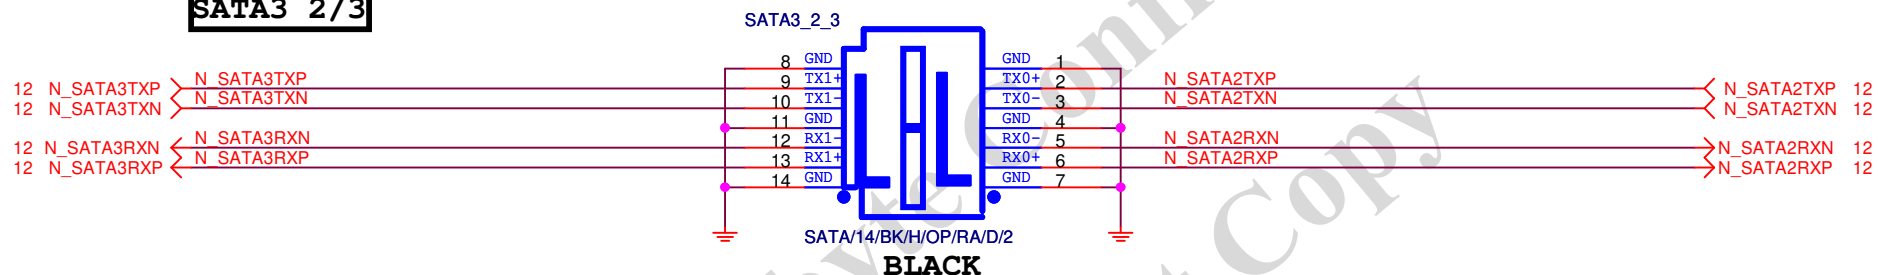 SATA3 2/3
SATA3_2_3
8 GND GND 1
12 N_SATA3TXP N_SATA3TXP 9 TX1+ TX0+ 2 N_SATA2TXP N_SATA2TXP 12
12 N_SATA3TXN N_SATA3TXN 10 TX1- TX0- 3 N_SATA2TXN N_SATA2TXN 12
11 GND GND 4
12 N_SATA3RXN N_SATA3RXN 12 RX1- RX0- 5 N_SATA2RXN N_SATA2RXN 12
12 N_SATA3RXP N_SATA3RXP 13 RX1+ RX0+ 6 N_SATA2RXP N_SATA2RXP 12
14 GND GND 7
SATA/14/BK/H/OP/RA/D/2
BLACK
Copy